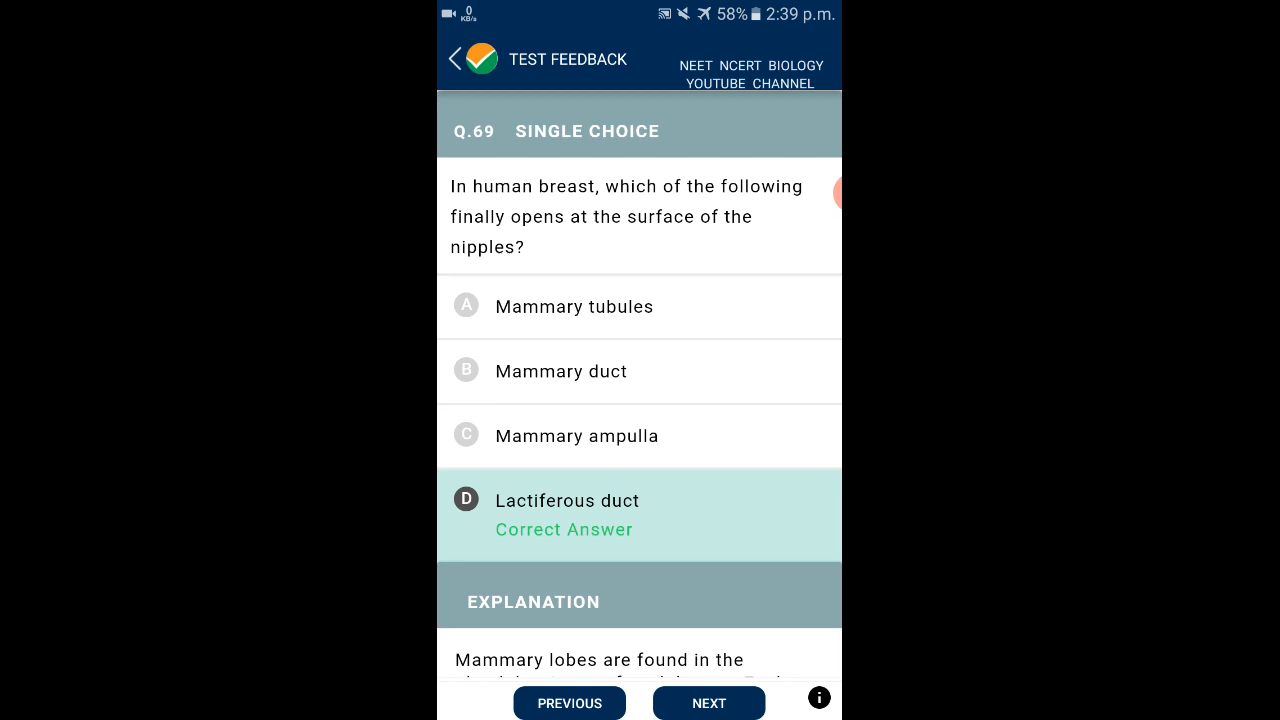 0
KB/s
58% 2:39 p.m.
TEST FEEDBACK
NEET NCERT BIOLOGY
YOUTUBE CHANNEL
Q.69 SINGLE CHOICE
In human breast, which of the following
finally opens at the surface of the
nipples?
A Mammary tubules
B Mammary duct
C Mammary ampulla
D Lactiferous duct
Correct Answer
EXPLANATION
Mammary lobes are found in the
PREVIOUS NEXT